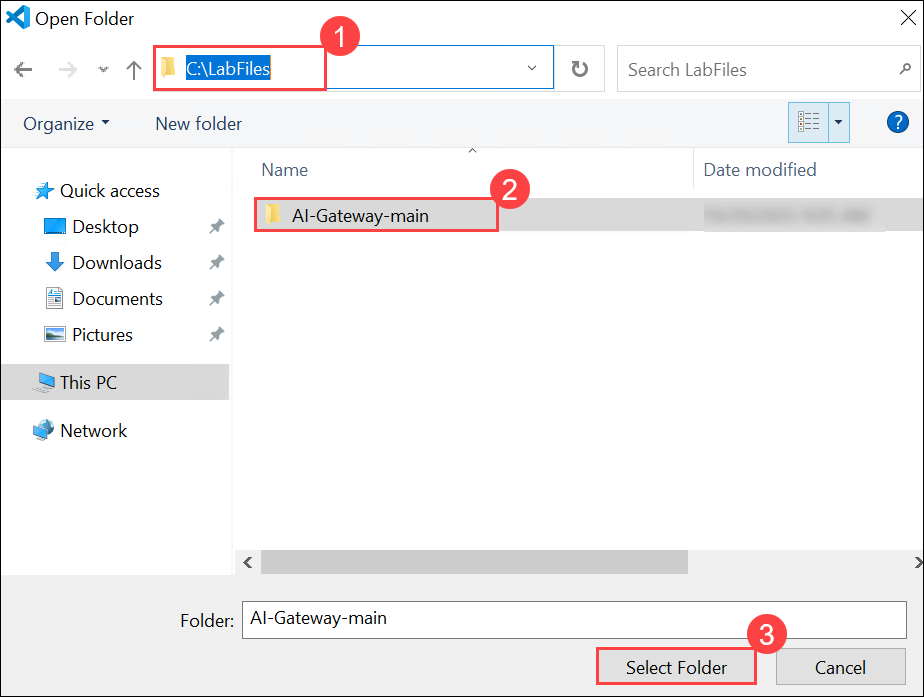 Open Folder
1
C:\LabFiles
Search LabFiles
Organize
New folder
?
Name
Date modified
Quick access
Desktop
Downloads
Documents
Pictures
This PC
Network
2
AI-Gateway-main
Folder:
AI-Gateway-main
3
Select Folder
Cancel